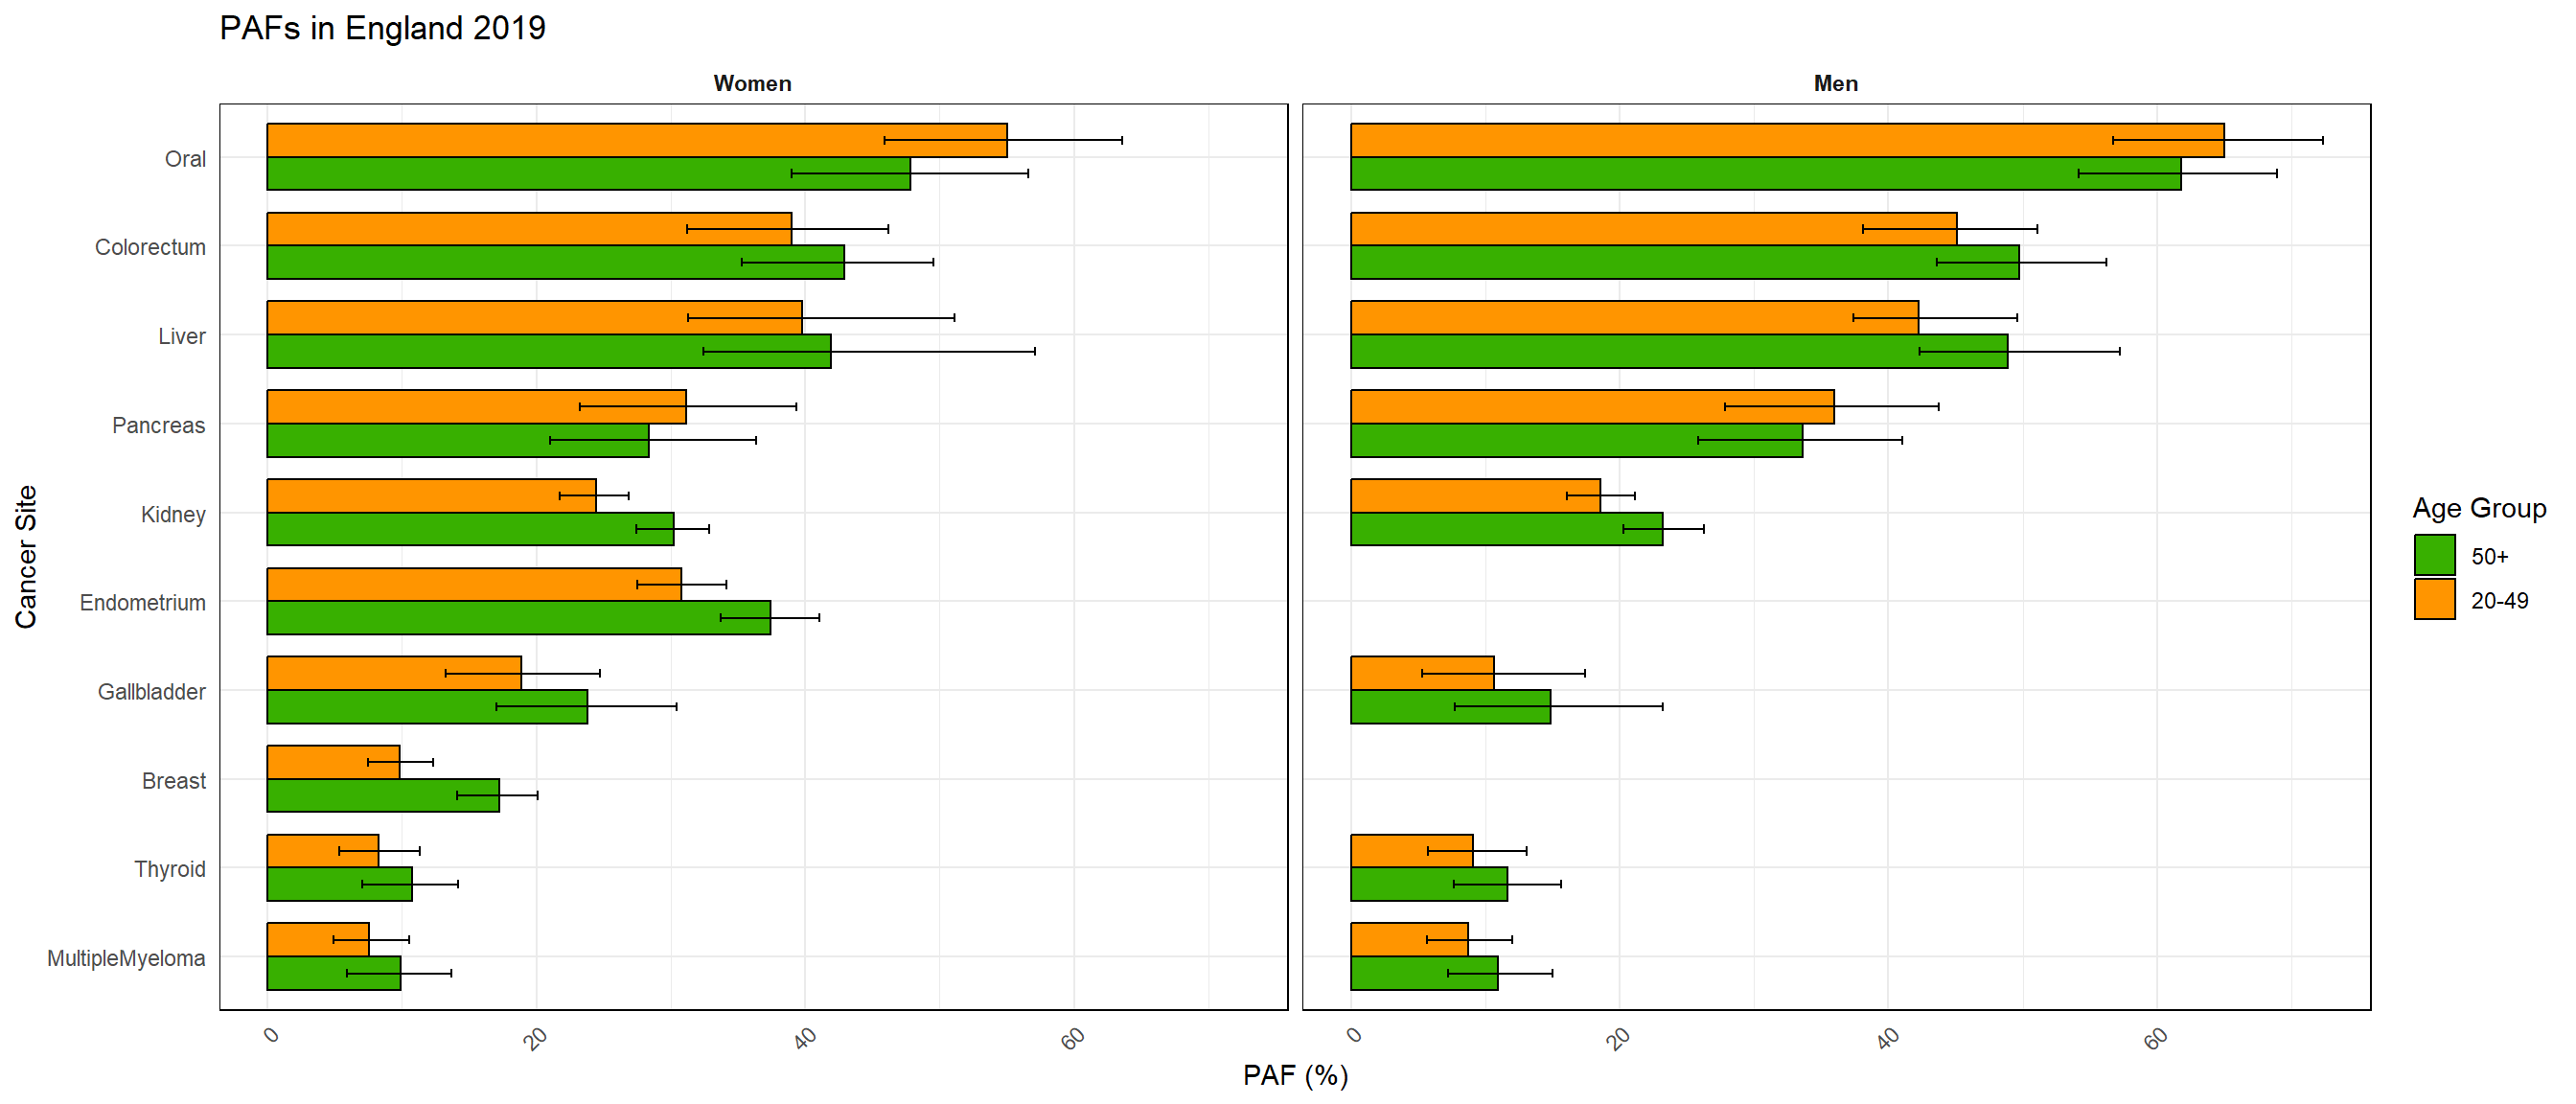 PAFs in England 2019
Women
Men
Cancer Site
Oral
Colorectum
Liver
Pancreas
Kidney
Endometrium
Gallbladder
Breast
Thyroid
MultipleMyeloma
0
20
40
60
0
20
40
60
PAF (%)
Age Group
50+
20-49